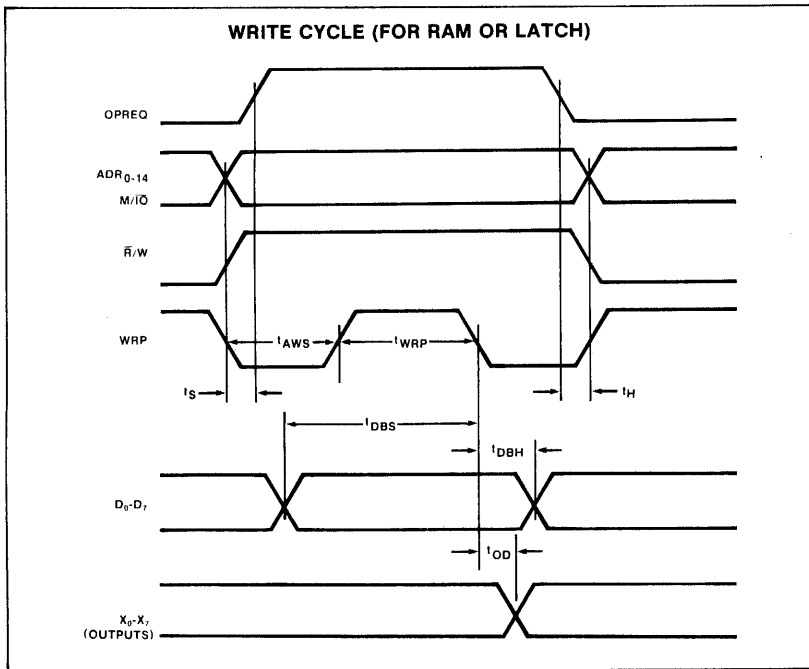 WRITE CYCLE (FOR RAM OR LATCH)
OPREQ
ADR0-14
M/I̅O̅
R̅/W
WRP
tAWS
tWRP
tS
tH
tDBS
tDBH
D0-D7
tOD
X0-X7
(OUTPUTS)